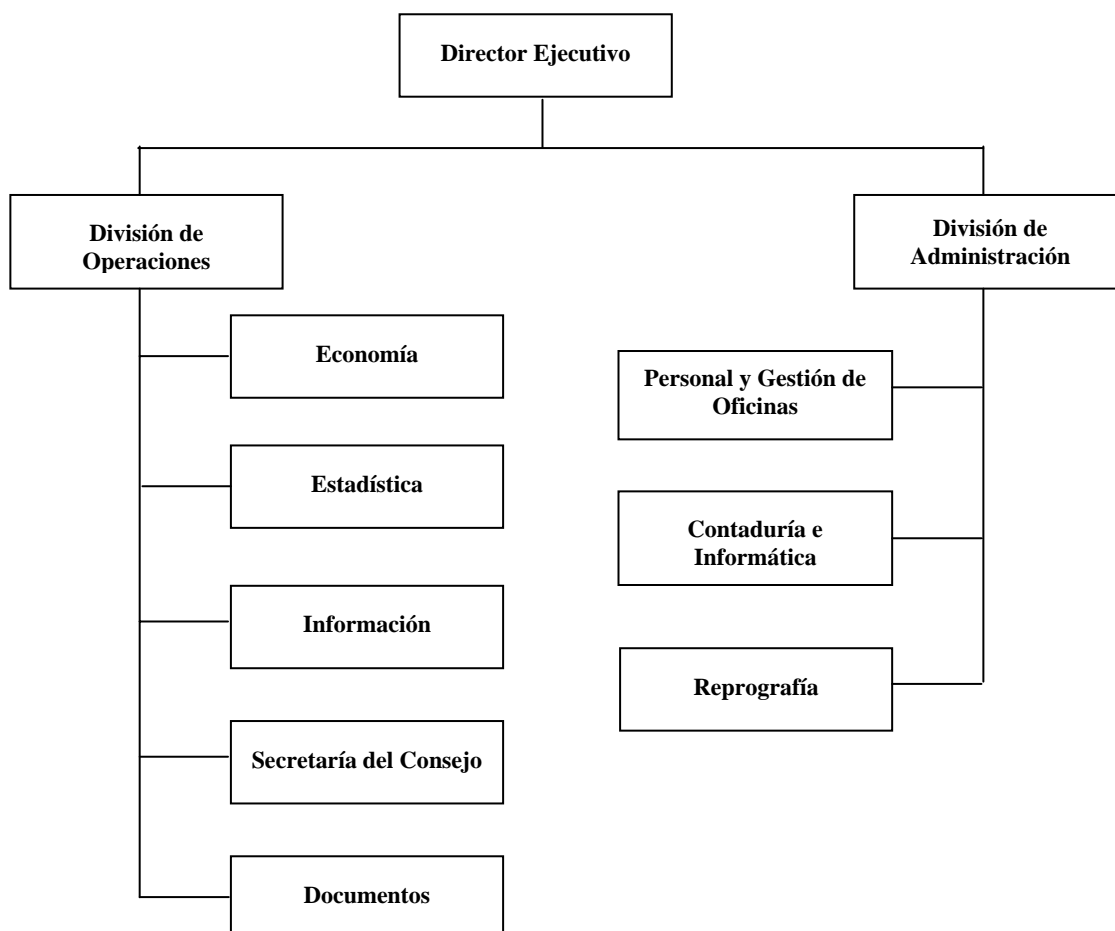 Director Ejecutivo
División de
Operaciones
División de
Administración
Economía
Estadística
Información
Secretaría del Consejo
Documentos
Personal y Gestión de
Oficinas
Contaduría e
Informática
Reprografía